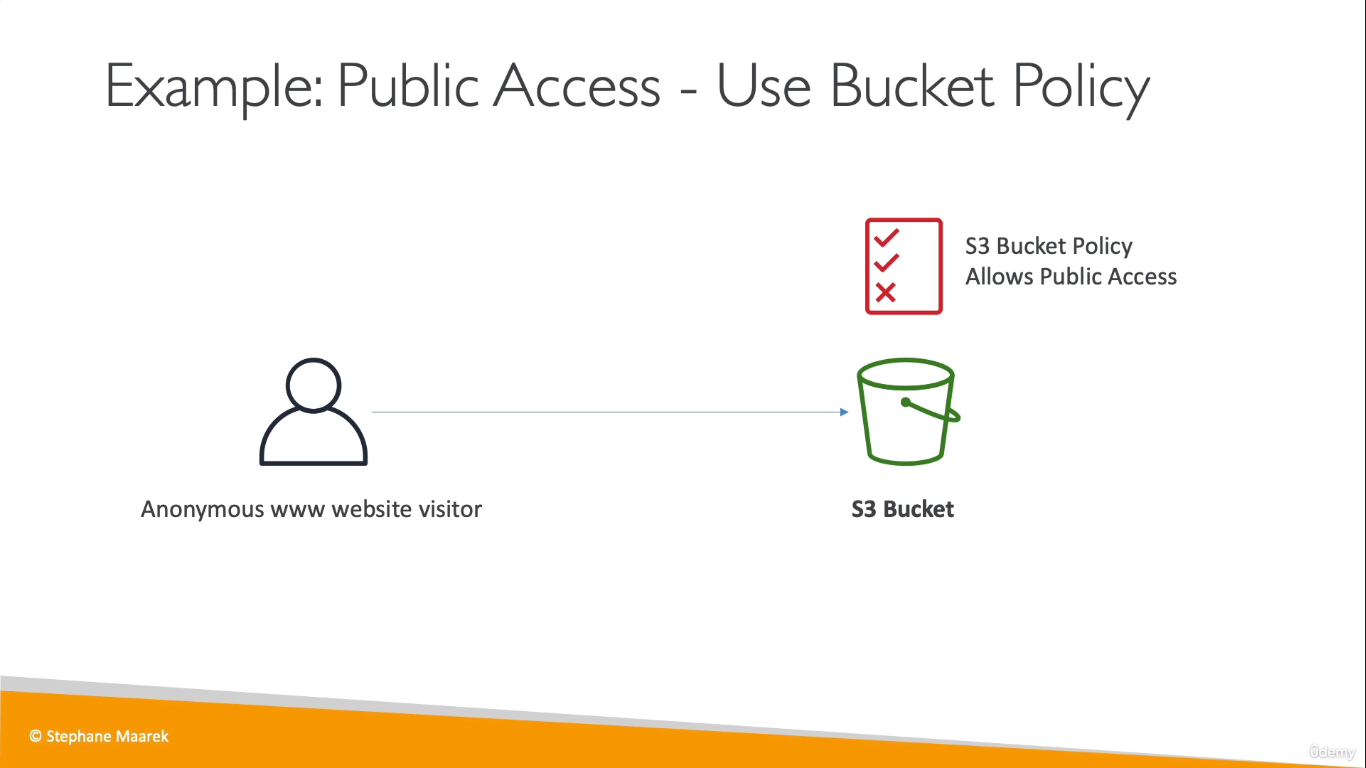 Example: Public Access - Use Bucket Policy
S3 Bucket Policy
Allows Public Access
Anonymous www website visitor
S3 Bucket
© Stephane Maarek
ûdemy